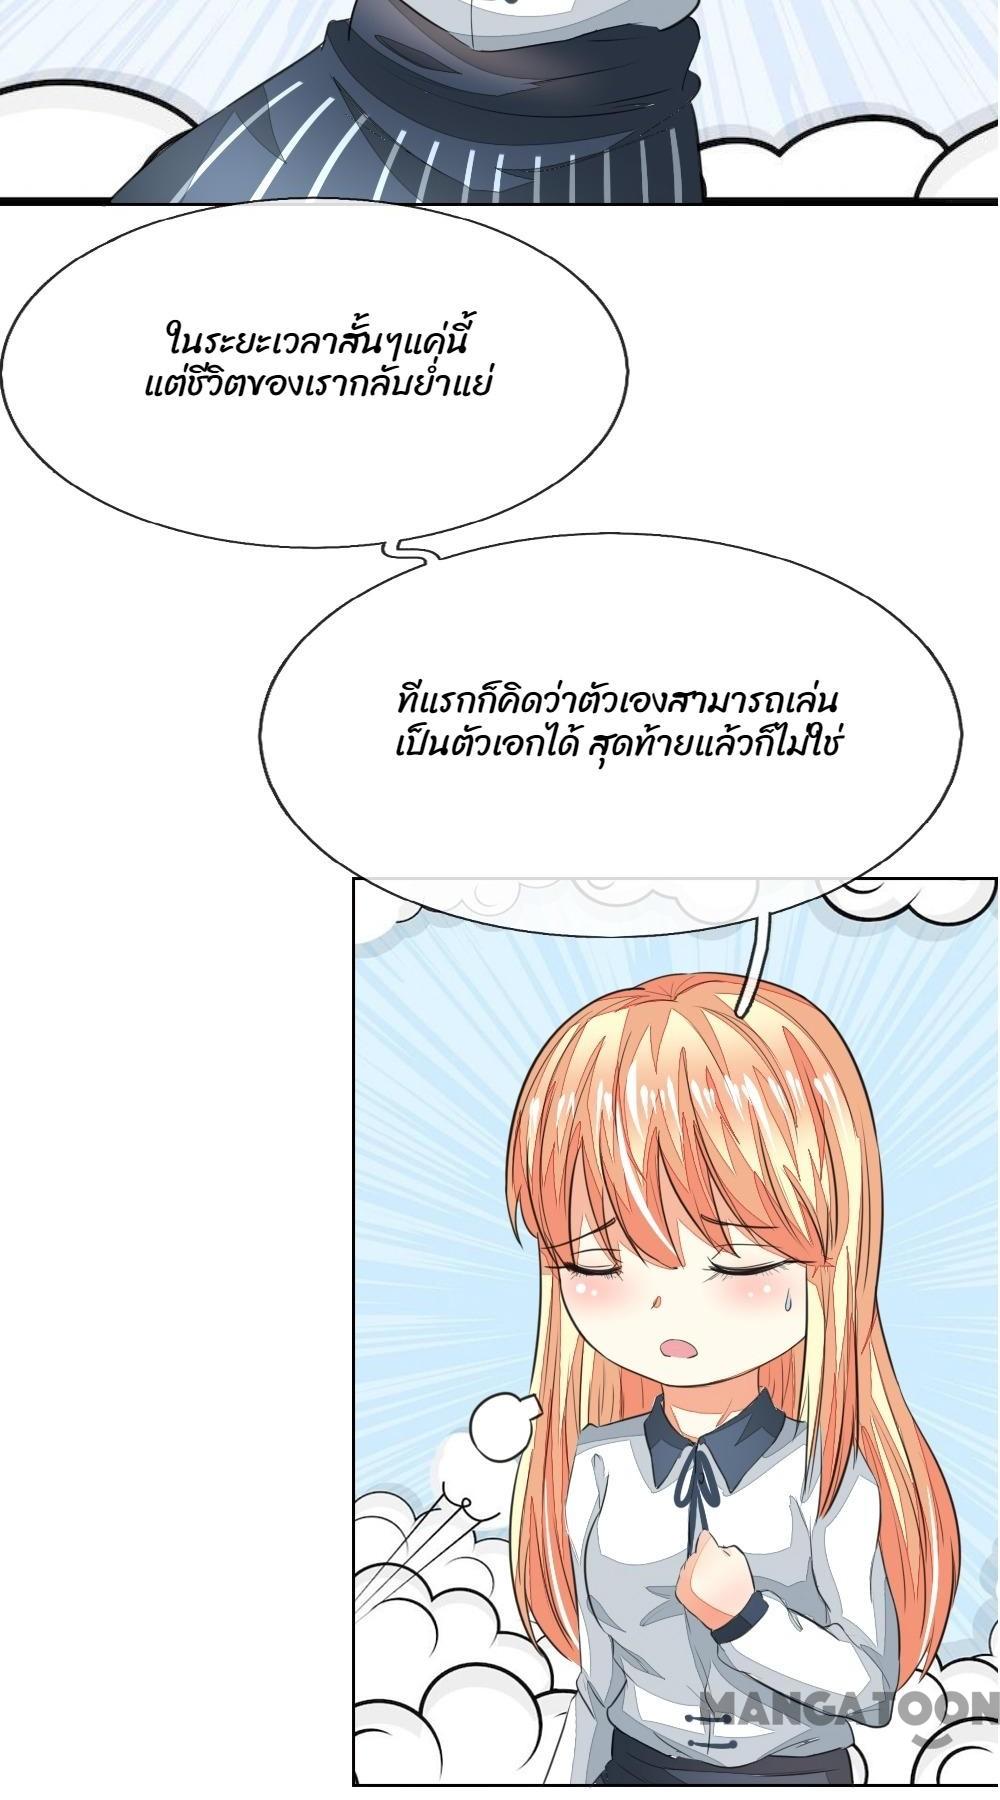 ในระยะเวลาสั้นๆแค่นี้
แต่ชีวิตของเรากลับย่ำแย่
ทีแรกก็คิดว่าตัวเองสามารถเล่น
เป็นตัวเอกได้ สุดท้ายแล้วก็ไม่ใช่
MANGATOON